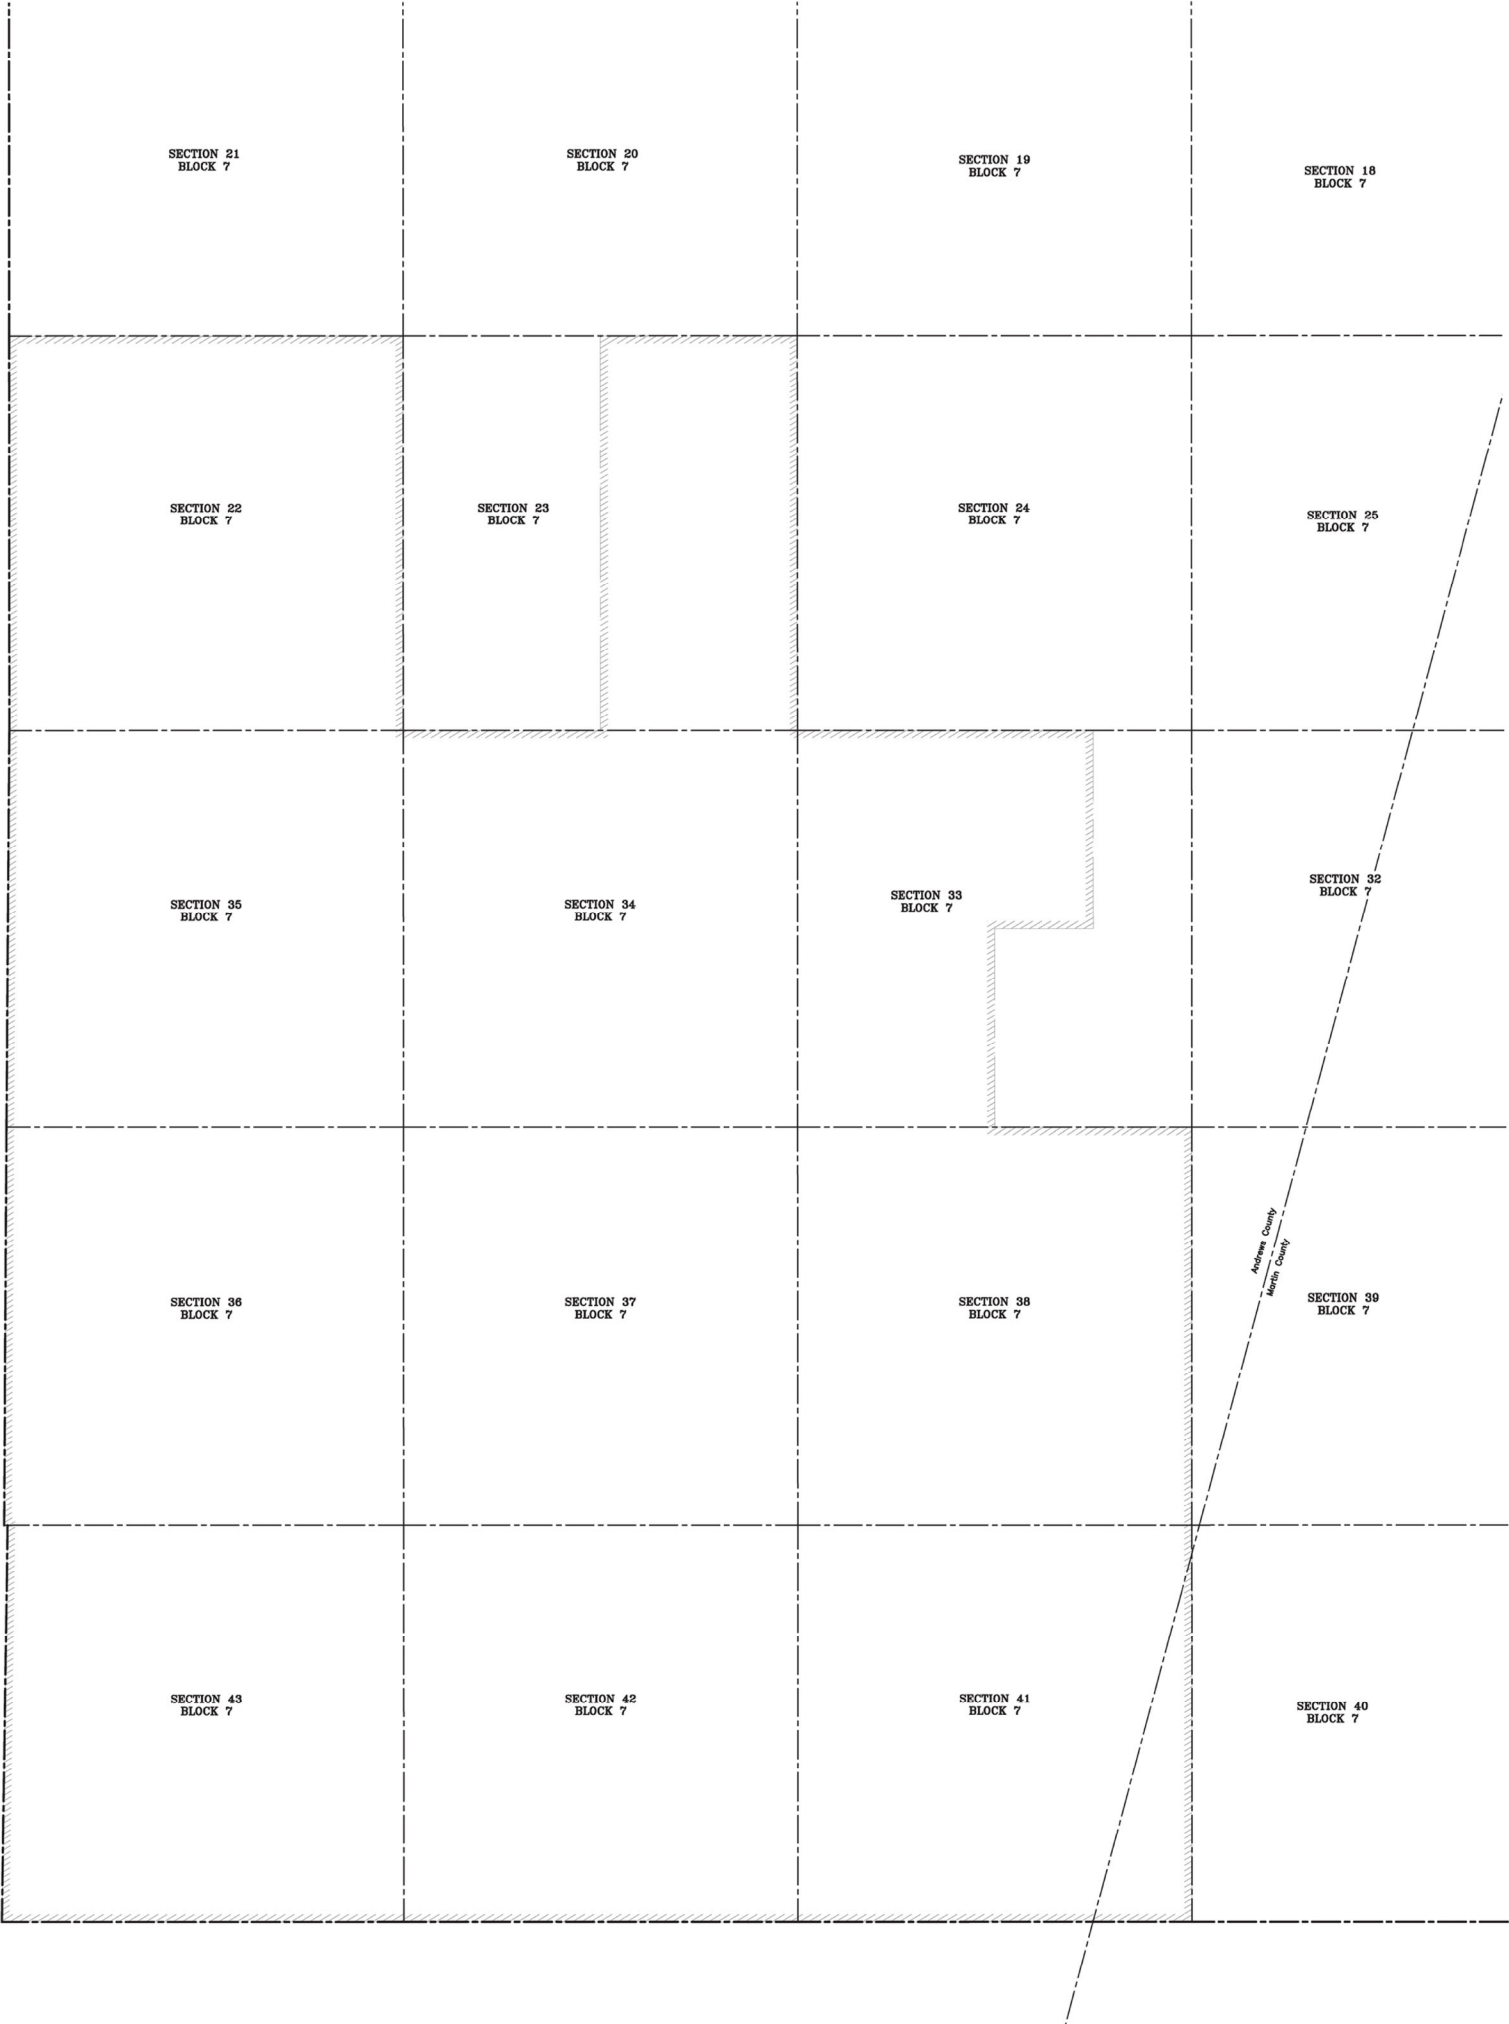 SECTION 21
BLOCK 7
SECTION 20
BLOCK 7
SECTION 19
BLOCK 7
SECTION 18
BLOCK 7
SECTION 22
BLOCK 7
SECTION 23
BLOCK 7
SECTION 24
BLOCK 7
SECTION 25
BLOCK 7
SECTION 35
BLOCK 7
SECTION 34
BLOCK 7
SECTION 33
BLOCK 7
SECTION 32
BLOCK 7
Andrews County
Martin County
SECTION 36
BLOCK 7
SECTION 37
BLOCK 7
SECTION 38
BLOCK 7
SECTION 39
BLOCK 7
SECTION 43
BLOCK 7
SECTION 42
BLOCK 7
SECTION 41
BLOCK 7
SECTION 40
BLOCK 7